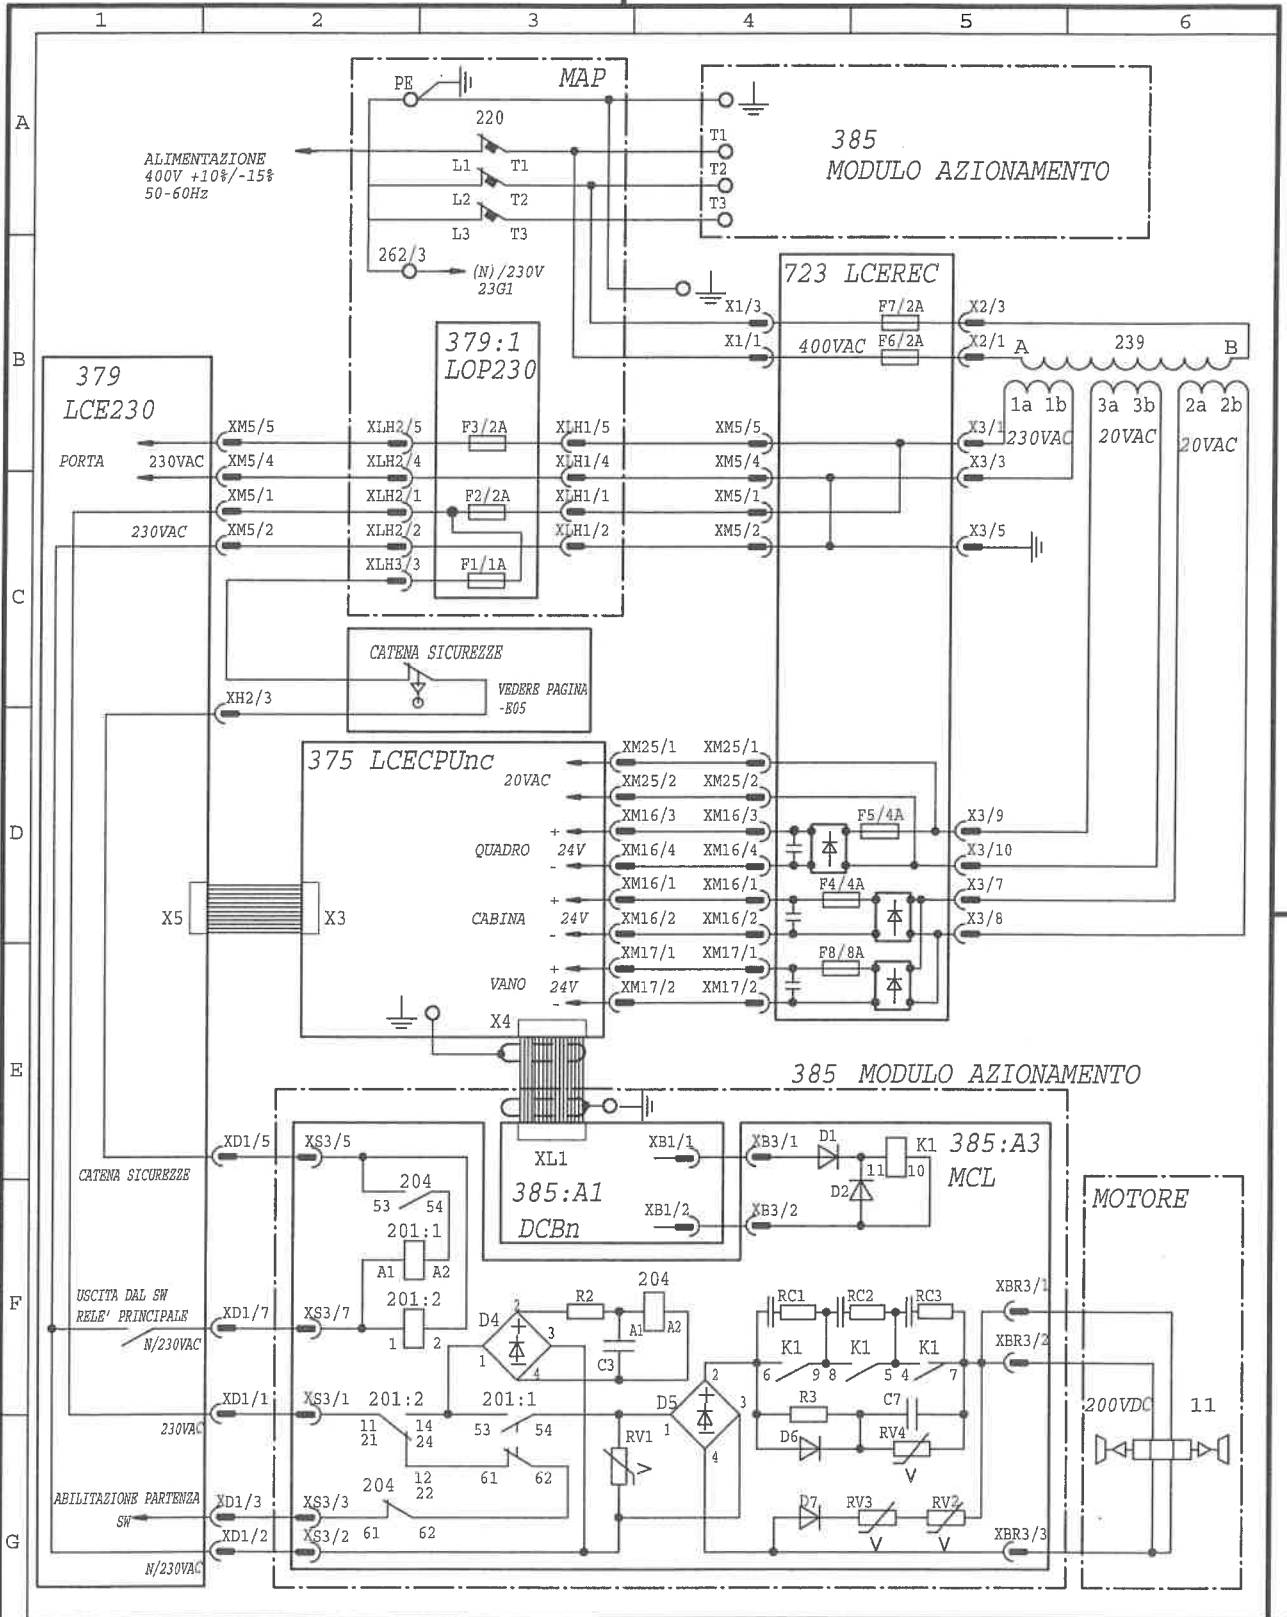 1 2 3 4 5 6
A
B
C
D
E
F
G
PE
MAP
220
ALIMENTAZIONE
400V +10%/-15%
50-60Hz
L1 T1
L2 T2
L3 T3
262/3
(N)/230V
23G1
T1
T2
T3
385
MODULO AZIONAMENTO
723 LCEREC
X1/3 F7/2A X2/3
X1/1 400VAC F6/2A X2/1
A 239 B
1a 1b 3a 3b 2a 2b
230VAC 20VAC 20VAC
379
LCE230
379:1
LOP230
XM5/5 XLH2/5 F3/2A XLH1/5 XM5/5 X3/1
PORTA 230VAC XM5/4 XLH2/4 XLH1/4 XM5/4 X3/3
XM5/1 XLH2/1 F2/2A XLH1/1 XM5/1
230VAC XM5/2 XLH2/2 XLH1/2 XM5/2 X3/5
XLH3/3 F1/1A
CATENA SICUREZZE
VEDERE PAGINA
-E05
XH2/3
375 LCECPUnc
20VAC
XM25/1 XM25/1
XM25/2 XM25/2
+ XM16/3 XM16/3 F5/4A X3/9
QUADRO 24V
- XM16/4 XM16/4 X3/10
+ XM16/1 XM16/1 F4/4A X3/7
CABINA 24V
- XM16/2 XM16/2 X3/8
+ XM17/1 XM17/1 F8/8A
VANO 24V
- XM17/2 XM17/2
X5 X3
X4
385 MODULO AZIONAMENTO
XL1
385:A1
DCBn
XB1/1 XB3/1 D1 K1
11 10
D2
XB1/2 XB3/2
385:A3
MCL
XD1/5 XS3/5
CATENA SICUREZZE
204
53 54
201:1
A1 A2
201:2
1 2
USCITA DAL SW
RELE' PRINCIPALE
N/230VAC
XD1/7 XS3/7
D4
2
1 3
4
R2
204
A1 A2
C3
RC1 RC2 RC3
K1 K1 K1
6 9 8 5 4 7
R3 C7
D6 RV4
V
XBR3/1
XBR3/2
MOTORE
200VDC 11
XD1/1 XS3/1
230VAC
201:2
11
21
14
24
12
22
201:1
53 54
61 62
RV1
V
D5
2
1 3
4
204
61 62
ABILITAZIONE PARTENZA
SW
XD1/3 XS3/3
XD1/2 XS3/2
N/230VAC
D7 RV3 RV2
V V
XBR3/3